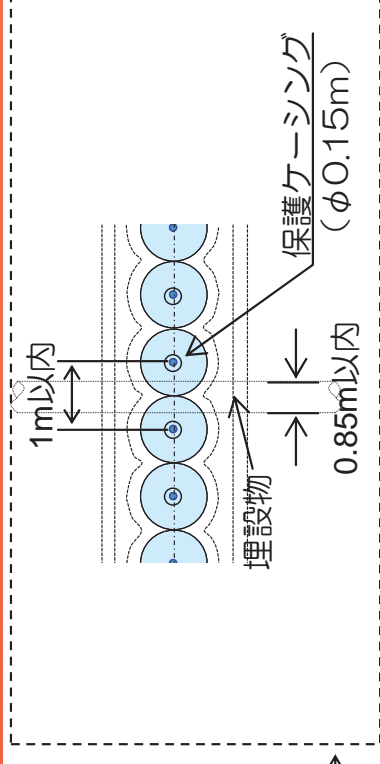 1m以内
保護ケーシング
（φ0.15m）
埋設物
0.85m以内